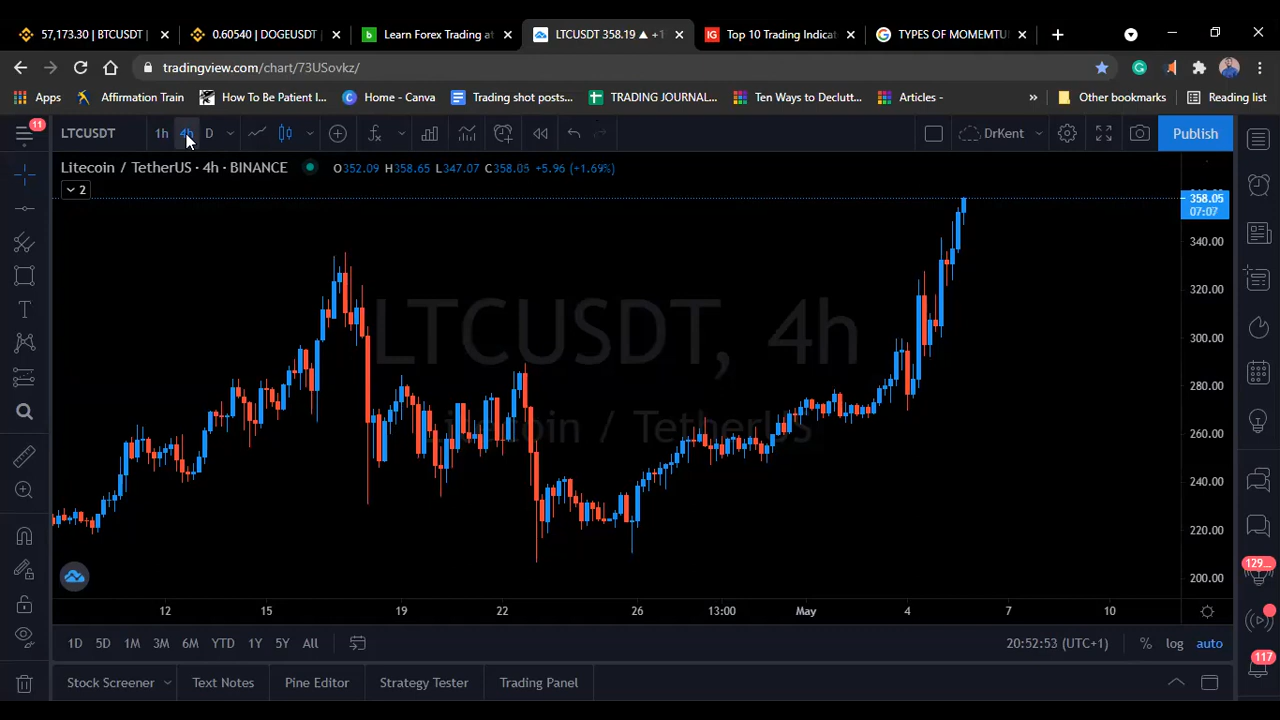 57,173.30 | BTCUSDT |
0.60540 | DOGEUSDT |
Learn Forex Trading at
LTCUSDT 358.19 ▲ +1
Top 10 Trading Indicat
TYPES OF MOMEMTU
tradingview.com/chart/73USovkz/
Apps
Affirmation Train
How To Be Patient I...
Home - Canva
Trading shot posts...
TRADING JOURNAL...
Ten Ways to Declutt...
Articles -
»
Other bookmarks
Reading list
11
LTCUSDT
1h
4h
D
DrKent
Publish
Litecoin / TetherUS · 4h · BINANCE
O352.09 H358.65 L347.07 C358.05 +5.96 (+1.69%)
2
358.05
07:07
340.00
320.00
300.00
280.00
260.00
240.00
220.00
200.00
LTCUSDT, 4h
Litecoin / TetherUS
12
15
19
22
26
13:00
May
4
7
10
1D
5D
1M
3M
6M
YTD
1Y
5Y
All
20:52:53 (UTC+1)
%
log
auto
Stock Screener
Text Notes
Pine Editor
Strategy Tester
Trading Panel
129...
117